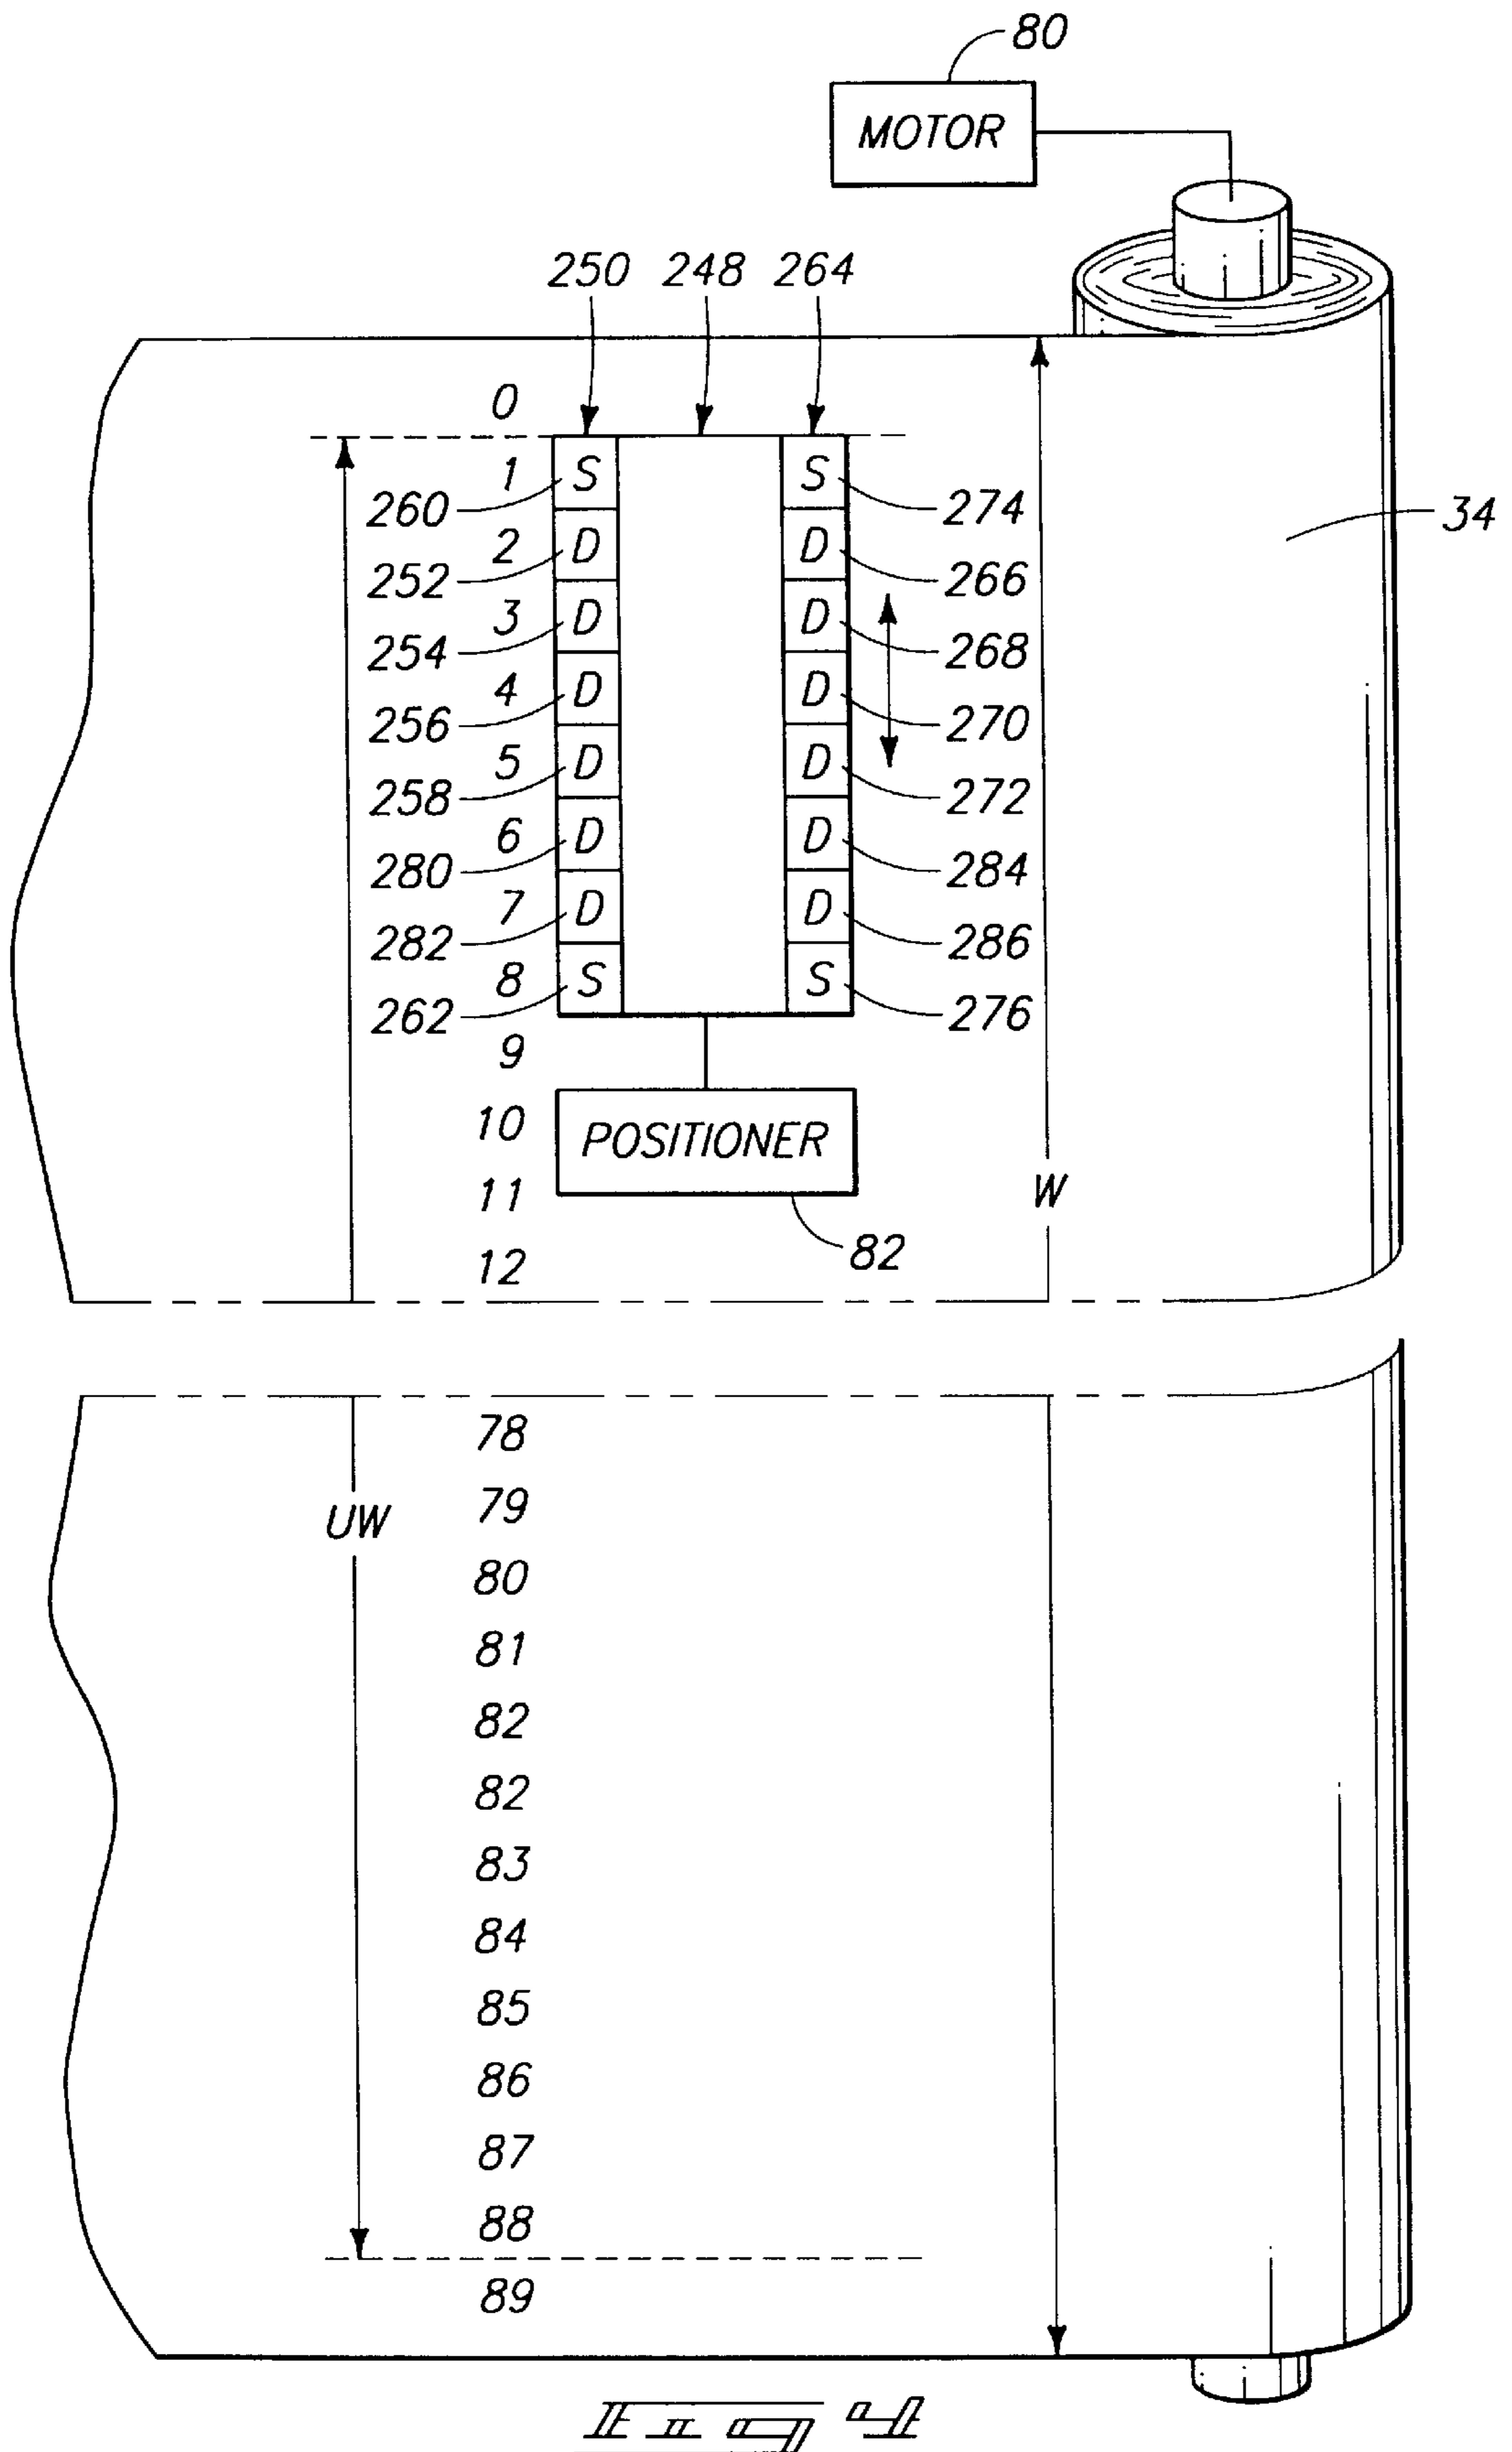 80
MOTOR
250 248 264
0
1 S S
260 274
34
2 D D
252 266
3 D D
254 268
4 D D
256 270
5 D D
258 272
6 D D
280 284
7 D D
282 286
8 S S
262 276
9
10 POSITIONER
11 W
82
12
78
79
UW
80
81
82
82
83
84
85
86
87
88
89
Fig 4